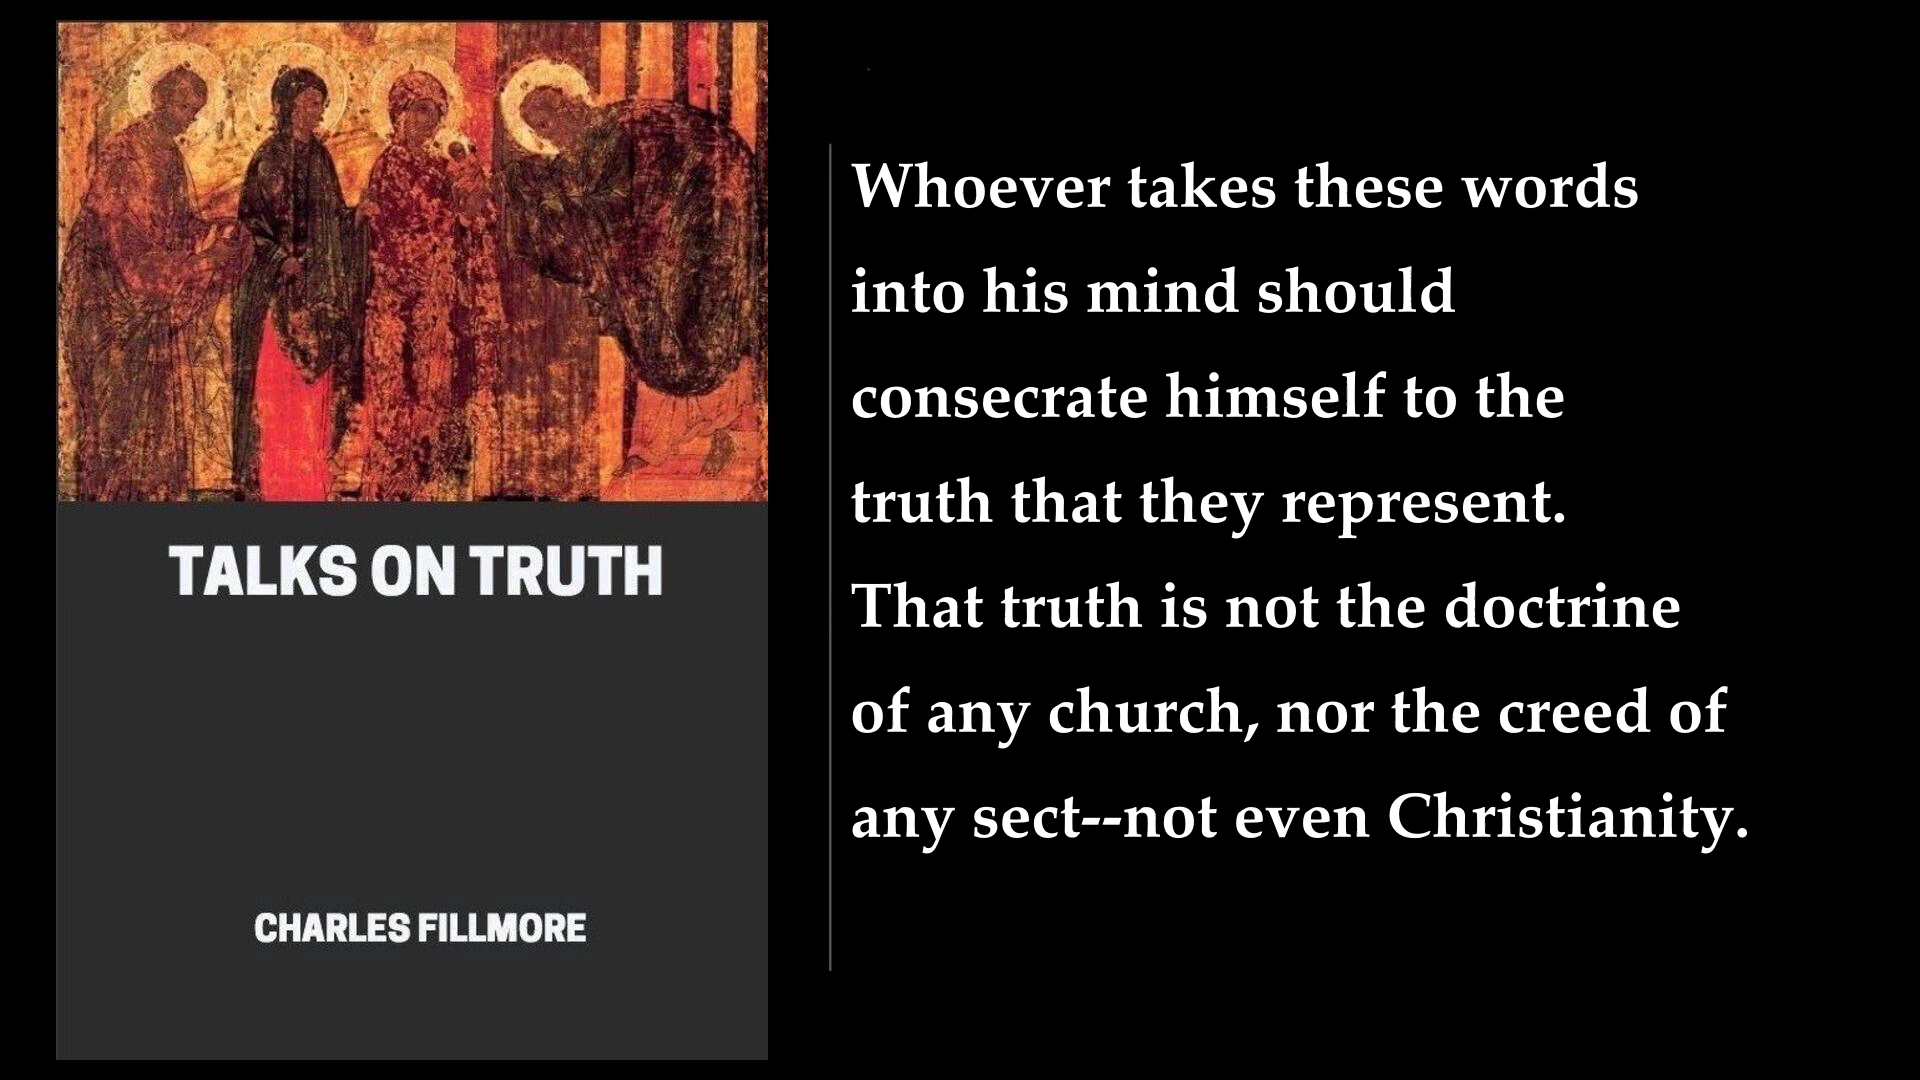 TALKS ON TRUTH
CHARLES FILLMORE
Whoever takes these words
into his mind should
consecrate himself to the
truth that they represent.
That truth is not the doctrine
of any church, nor the creed of
any sect--not even Christianity.